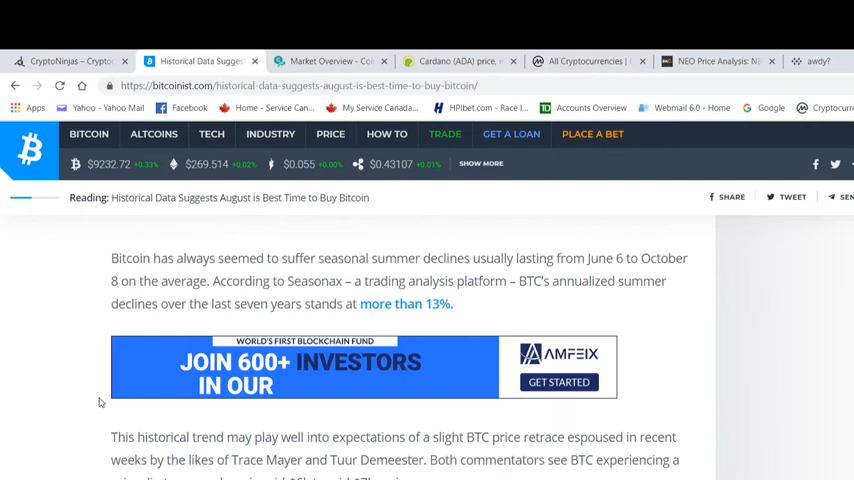 CryptoNinjas – Crypto
Historical Data Sugges
Market Overview - Coi
Cardano (ADA) price, m
All Cryptocurrencies | C
NEO Price Analysis: NE
awdy?
https://bitcoinist.com/historical-data-suggests-august-is-best-time-to-buy-bitcoin/
Apps
Yahoo - Yahoo Mail
Facebook
Home - Service Can...
My Service Canada...
HPIbet.com - Race I...
Accounts Overview
Webmail 6.0 - Home
Google
Cryptocurre
BITCOIN ALTCOINS TECH INDUSTRY PRICE HOW TO TRADE GET A LOAN PLACE A BET
$9232.72 +0.33% $269.514 +0.02% $0.055 +0.00% $0.43107 +0.01% SHOW MORE
Reading: Historical Data Suggests August is Best Time to Buy Bitcoin SHARE TWEET SEN
Bitcoin has always seemed to suffer seasonal summer declines usually lasting from June 6 to October
8 on the average. According to Seasonax – a trading analysis platform – BTC's annualized summer
declines over the last seven years stands at more than 13%.
WORLD'S FIRST BLOCKCHAIN FUND
JOIN 600+ INVESTORS
IN OUR
AMFEIX
GET STARTED
This historical trend may play well into expectations of a slight BTC price retrace espoused in recent
weeks by the likes of Trace Mayer and Tuur Demeester. Both commentators see BTC experiencing a